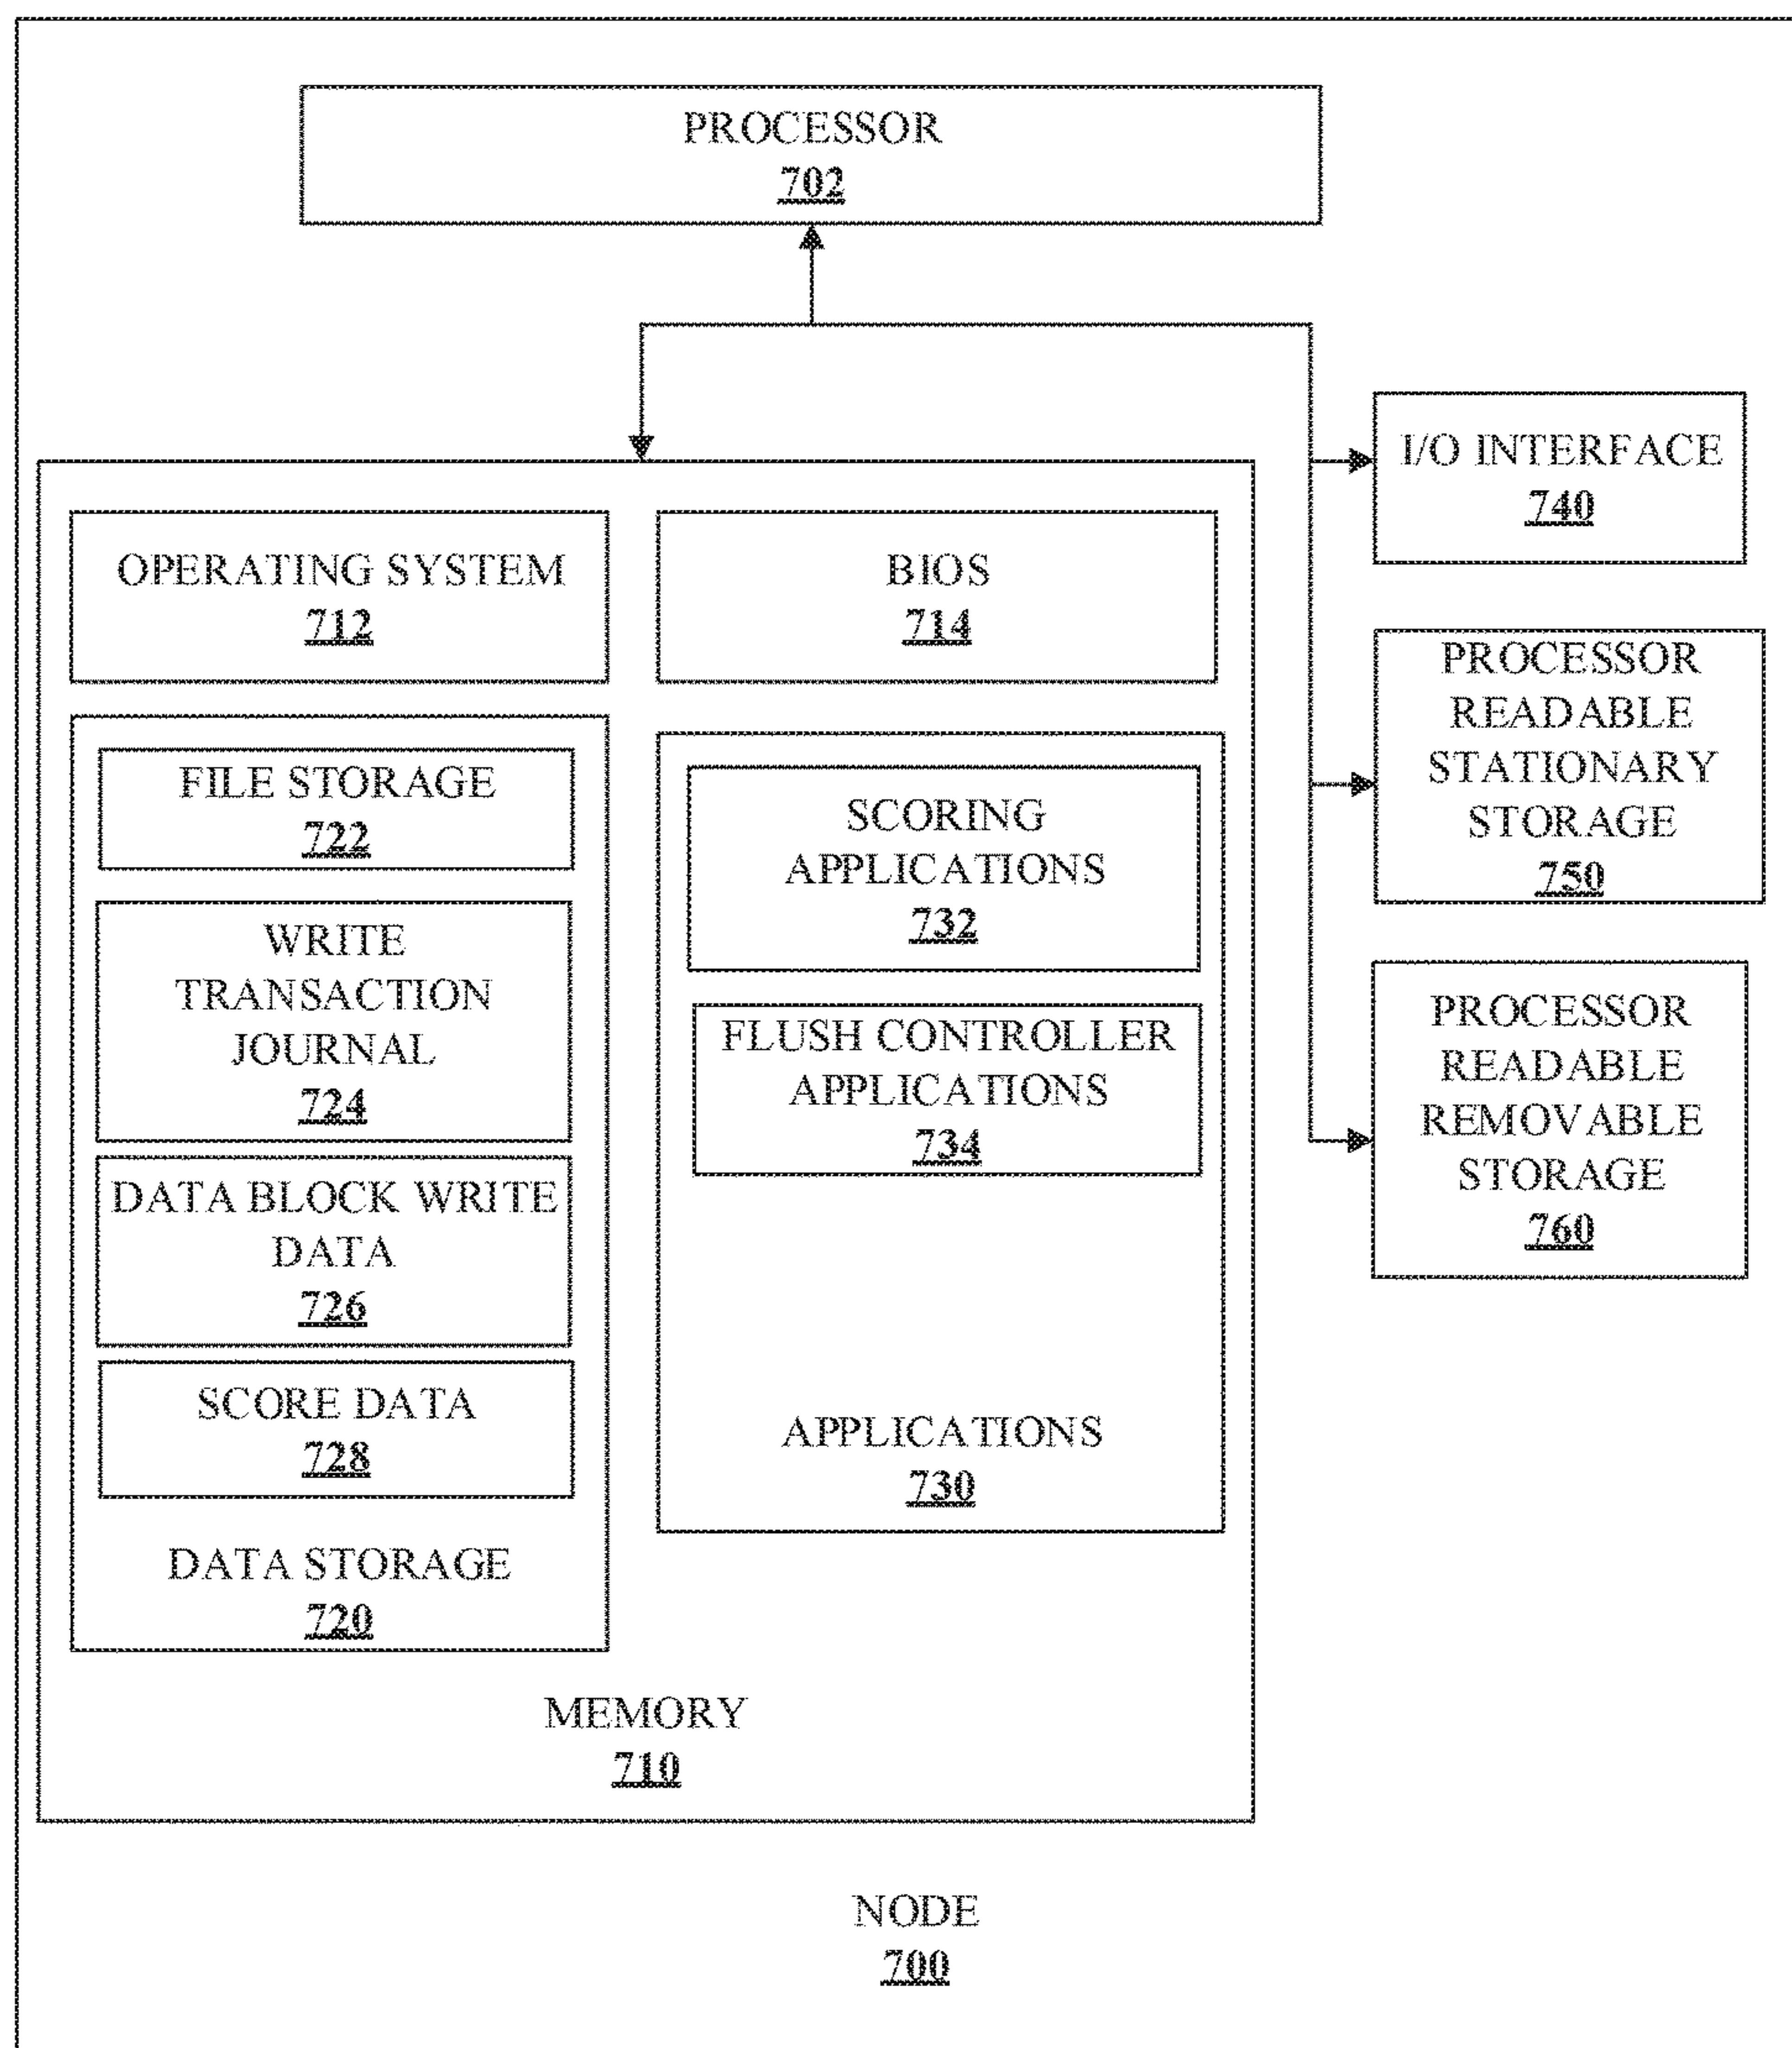 PROCESSOR
702
I/O INTERFACE
740
OPERATING SYSTEM
712
BIOS
714
PROCESSOR
READABLE
STATIONARY
STORAGE
750
FILE STORAGE
722
SCORING
APPLICATIONS
732
WRITE
TRANSACTION
JOURNAL
724
FLUSH CONTROLLER
APPLICATIONS
734
PROCESSOR
READABLE
REMOVABLE
STORAGE
760
DATA BLOCK WRITE
DATA
726
SCORE DATA
728
APPLICATIONS
730
DATA STORAGE
720
MEMORY
710
NODE
700